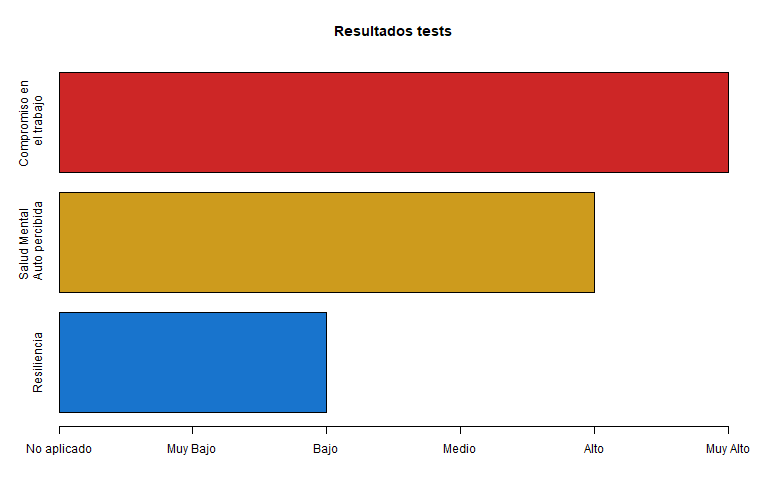 Resultados tests
Compromiso en
el trabajo
Salud Mental
Auto percibida
Resiliencia
No aplicado Muy Bajo Bajo Medio Alto Muy Alto